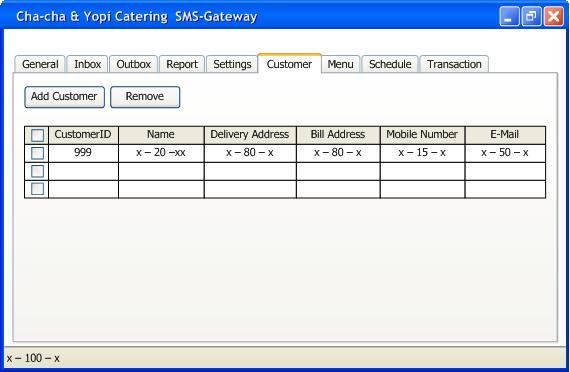 Cha-cha & Yopi Catering SMS-Gateway
General Inbox Outbox Report Settings Customer Menu Schedule Transaction
Add Customer Remove
CustomerID Name Delivery Address Bill Address Mobile Number E-Mail
999 x – 20 –xx x – 80 – x x – 80 – x x – 15 – x x – 50 – x
x – 100 – x